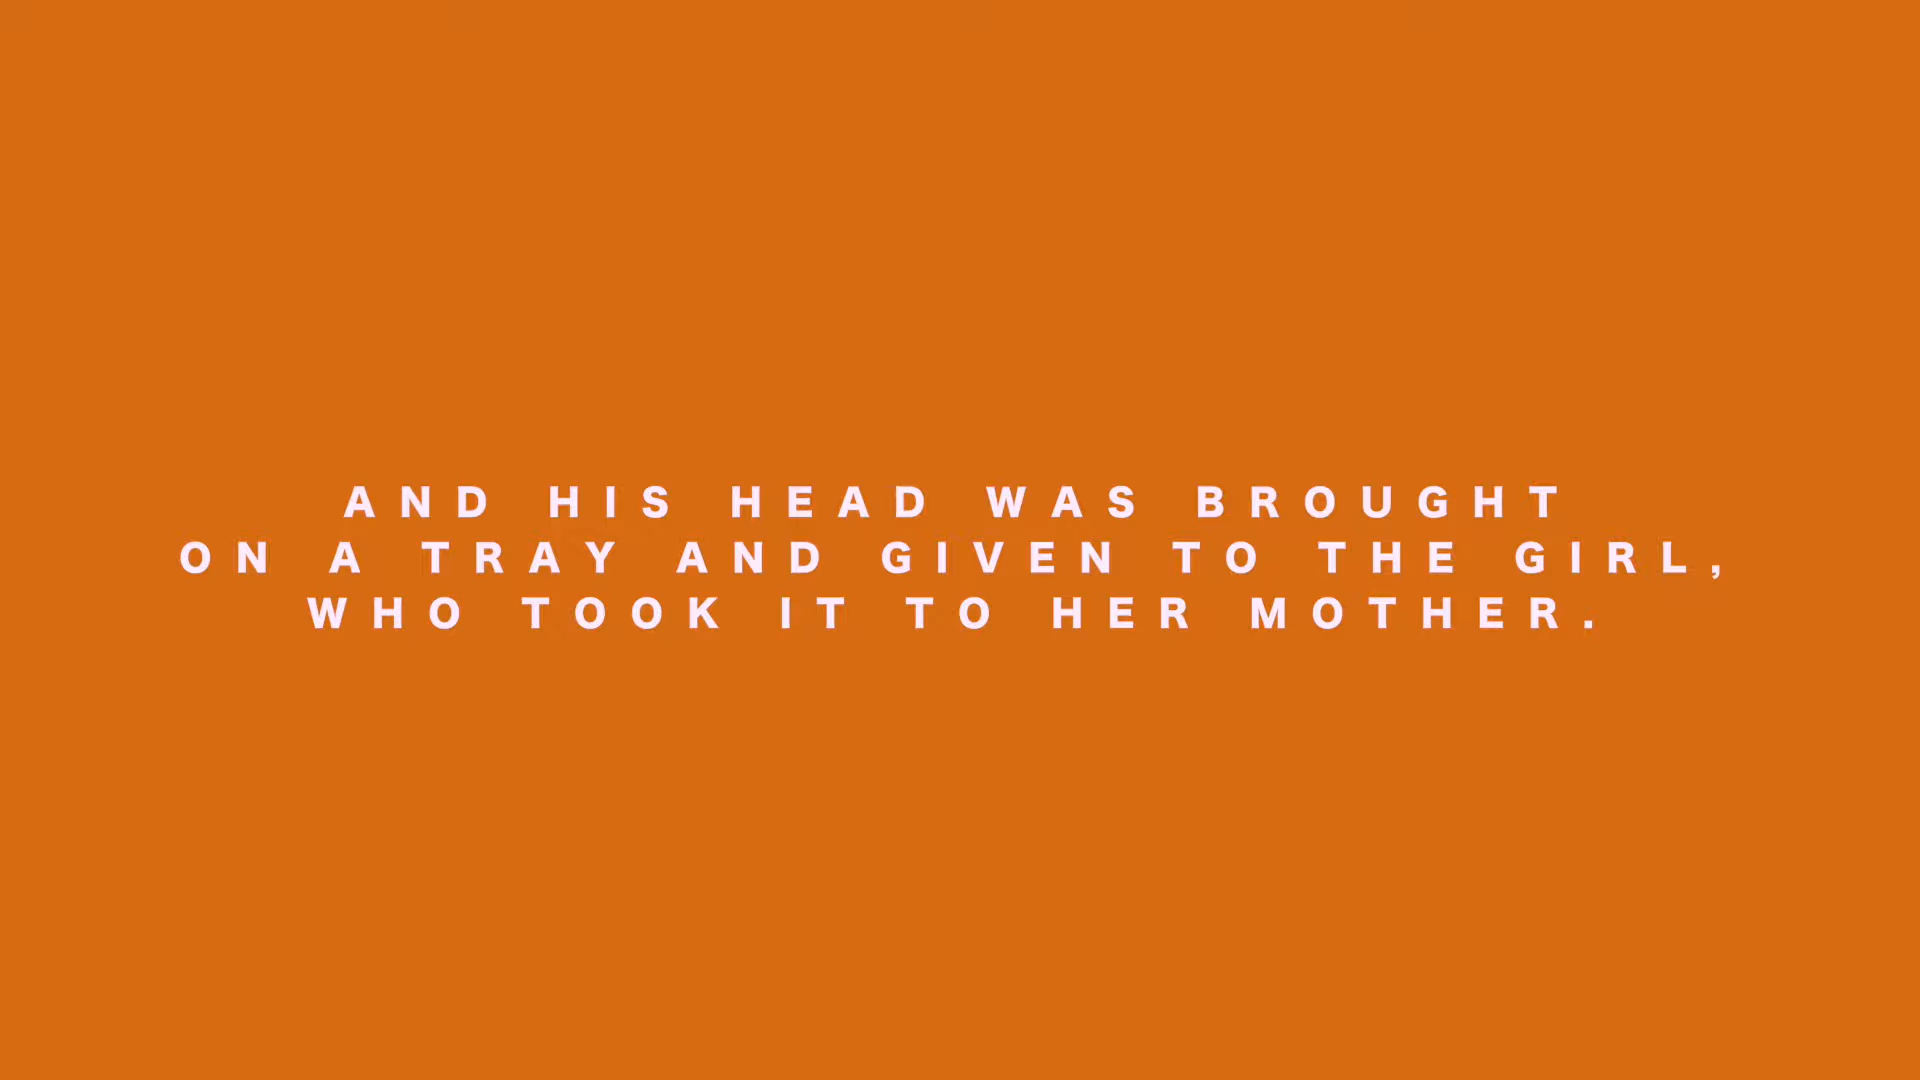 AND HIS HEAD WAS BROUGHT
ON A TRAY AND GIVEN TO THE GIRL,
WHO TOOK IT TO HER MOTHER.